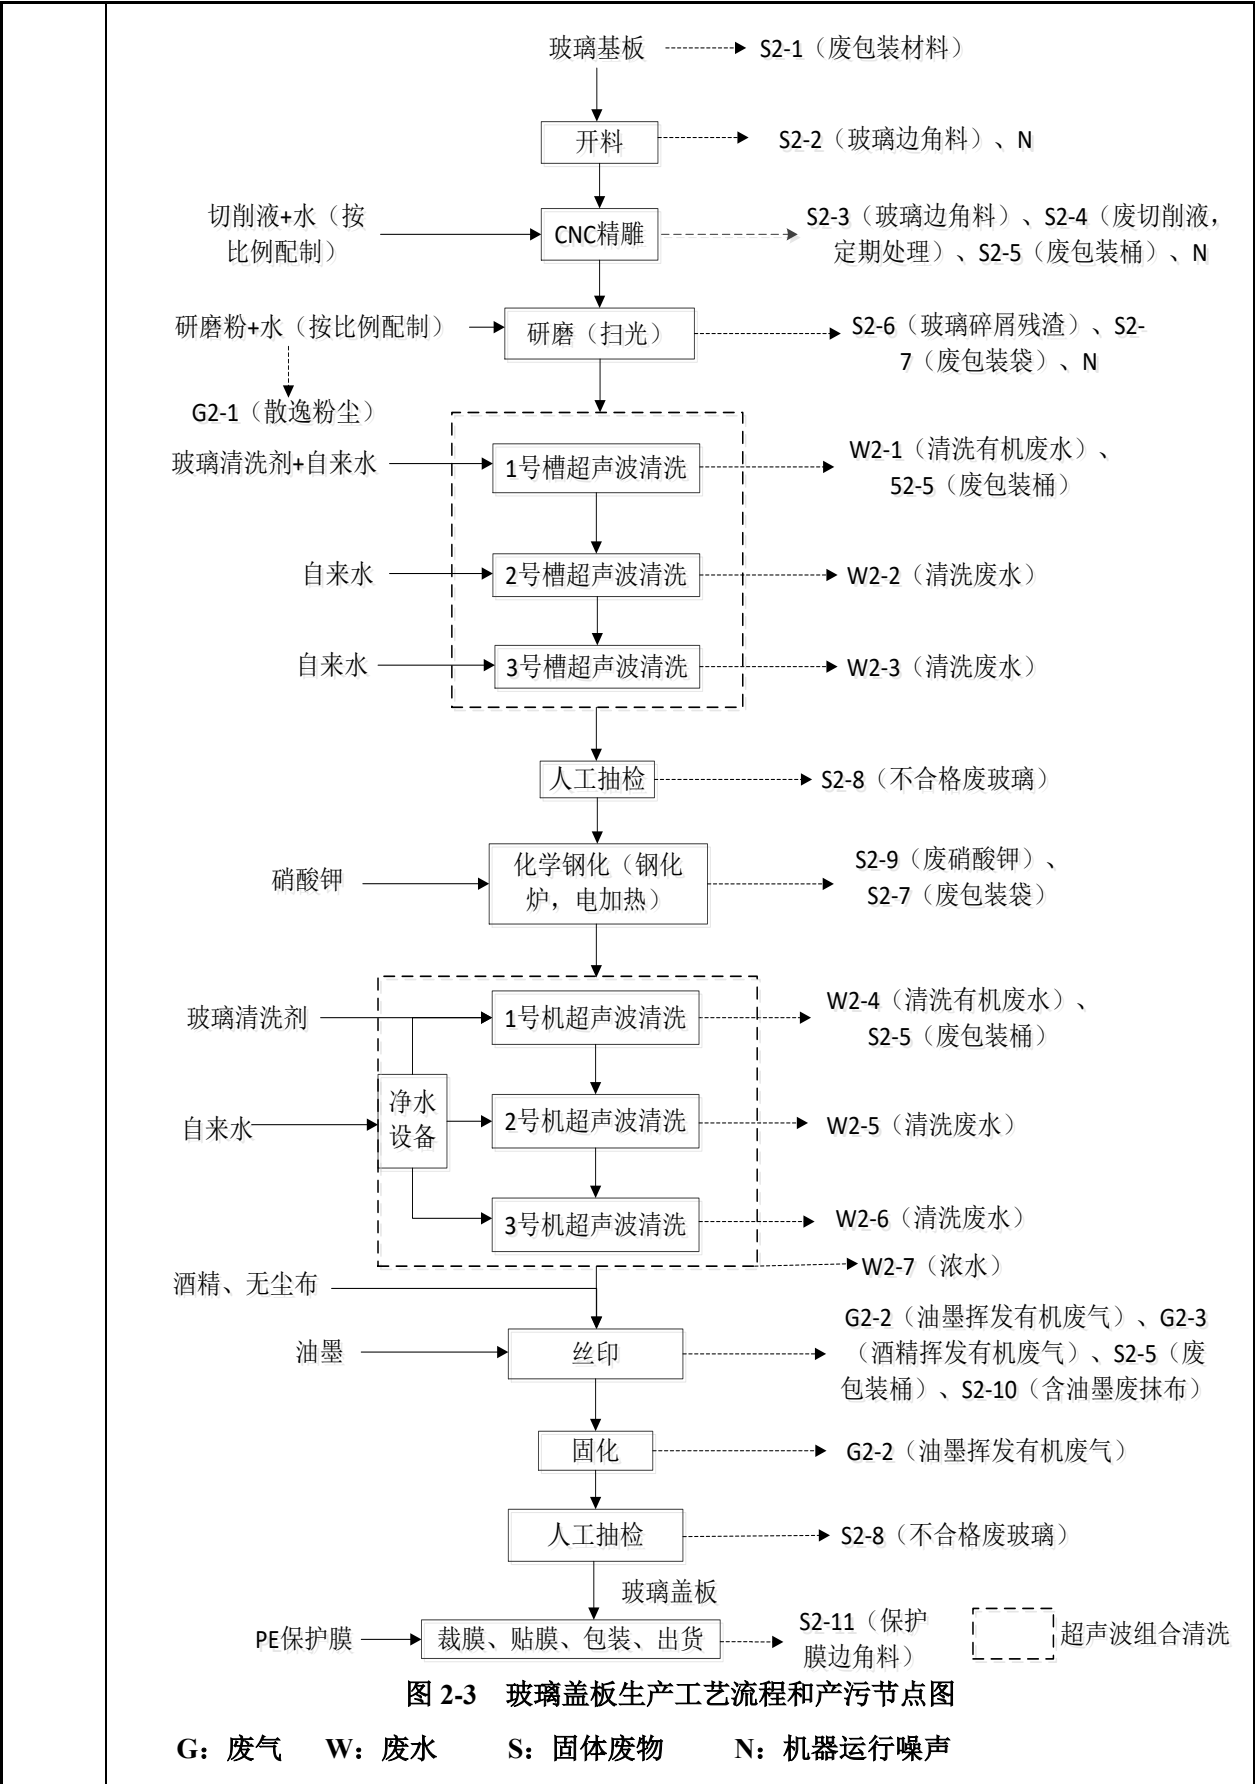 玻璃基板
S2-1（废包装材料）
开料
S2-2（玻璃边角料）、N
切削液+水（按
比例配制）
CNC精雕
S2-3（玻璃边角料）、S2-4（废切削液，
定期处理）、S2-5（废包装桶）、N
研磨粉+水（按比例配制）
研磨（扫光）
S2-6（玻璃碎屑残渣）、S2-
7（废包装袋）、N
G2-1（散逸粉尘）
玻璃清洗剂+自来水
1号槽超声波清洗
W2-1（清洗有机废水）、
52-5（废包装桶）
自来水
2号槽超声波清洗
W2-2（清洗废水）
自来水
3号槽超声波清洗
W2-3（清洗废水）
人工抽检
S2-8（不合格废玻璃）
硝酸钾
化学钢化（钢化
炉，电加热）
S2-9（废硝酸钾）、
S2-7（废包装袋）
玻璃清洗剂
1号机超声波清洗
W2-4（清洗有机废水）、
S2-5（废包装桶）
自来水
净水
设备
2号机超声波清洗
W2-5（清洗废水）
3号机超声波清洗
W2-6（清洗废水）
W2-7（浓水）
酒精、无尘布
油墨
丝印
G2-2（油墨挥发有机废气）、G2-3
（酒精挥发有机废气）、S2-5（废
包装桶）、S2-10（含油墨废抹布）
固化
G2-2（油墨挥发有机废气）
人工抽检
S2-8（不合格废玻璃）
玻璃盖板
PE保护膜
裁膜、贴膜、包装、出货
S2-11（保护
膜边角料）
超声波组合清洗
图 2-3 玻璃盖板生产工艺流程和产污节点图
G：废气 W：废水 S：固体废物 N：机器运行噪声